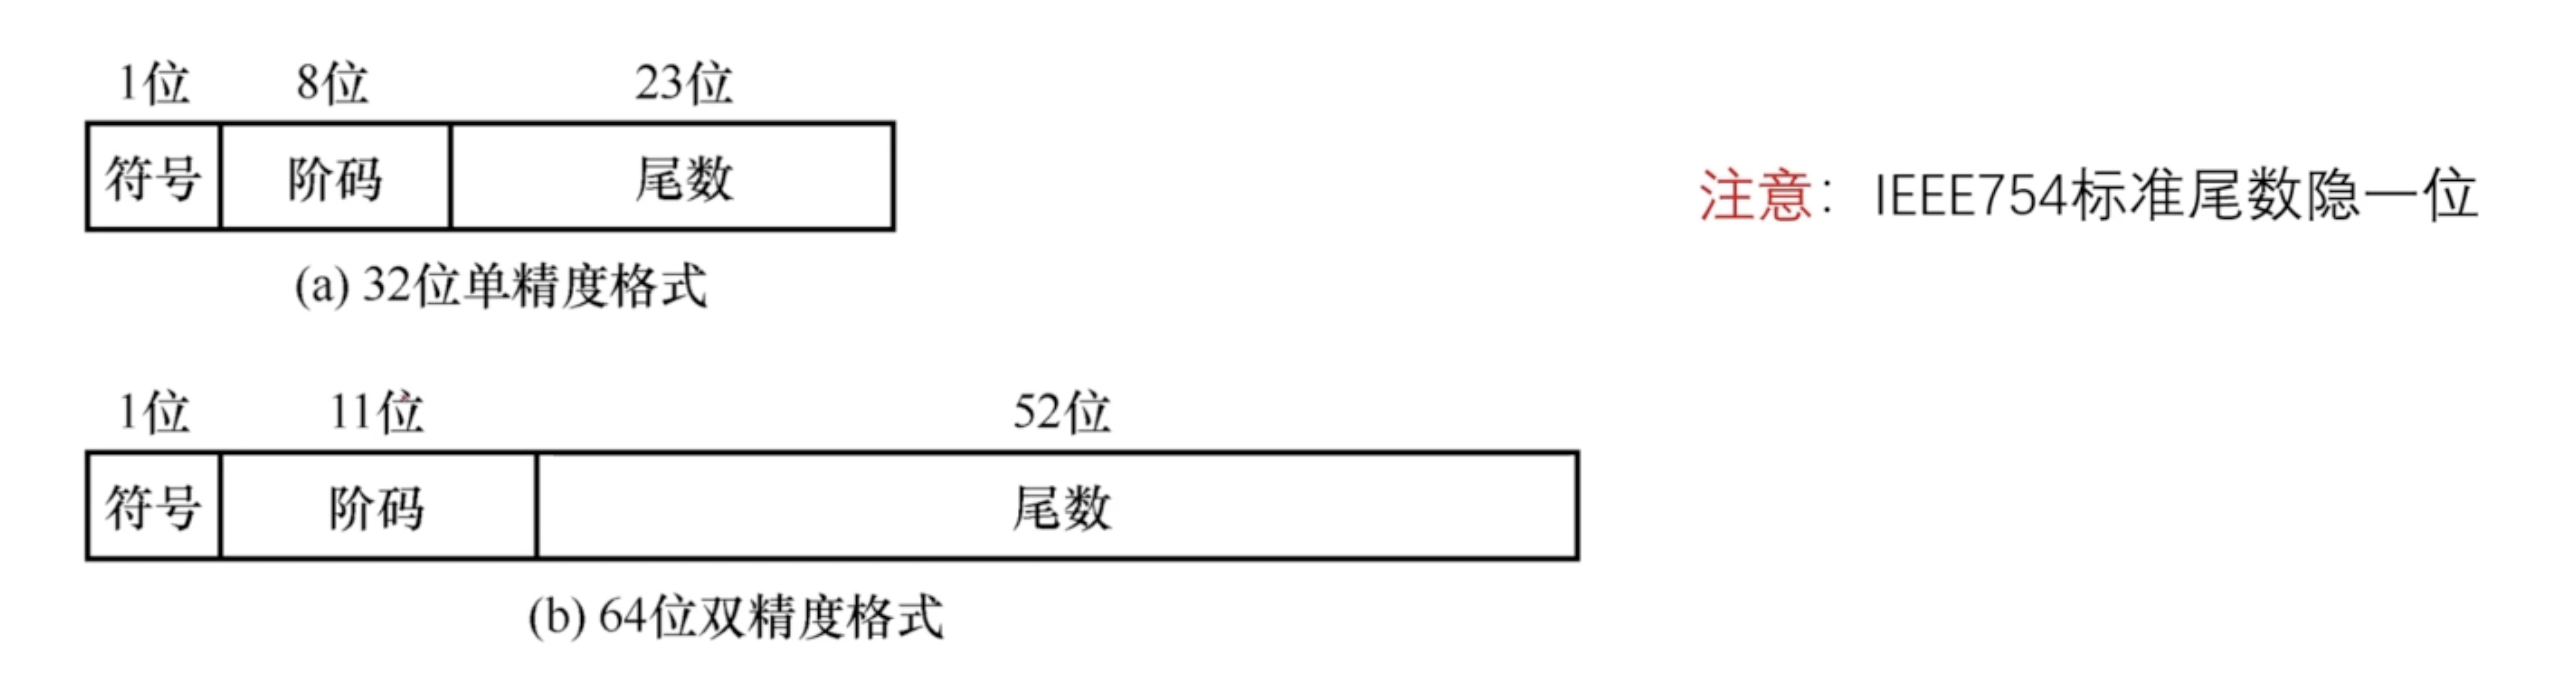 1位 8位 23位
符号 阶码 尾数
(a) 32位单精度格式
注意：IEEE754标准尾数隐一位
1位 11位 52位
符号 阶码 尾数
(b) 64位双精度格式